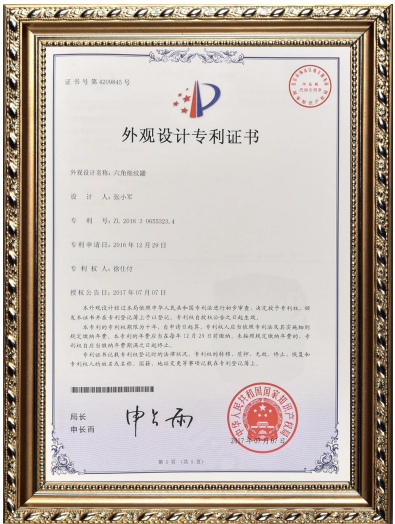 证书号第4209845号
外观设计专利证书
外观设计名称：六角缠纹罐
设 计 人：张小军
专 利 号：ZL 2016 3 0655323.4
专利申请日：2016年12月29日
专 利 权 人：徐仕付
授权公告日：2017年07月07日
本外观设计经过本局依照中华人民共和国专利法进行初步审查，决定授予专利权，颁
发本证书并在专利登记簿上予以登记。专利权自授权公告之日起生效。
本专利的专利权期限为十年，自申请日起算。专利权人应当依照专利法及其实施细则
规定缴纳年费。本专利的年费应当在每年12月29日前缴纳。未按照规定缴纳年费的，专利
权自应当缴纳年费期满之日起终止。
专利证书记载专利权登记时的法律状况。专利权的转移、质押、无效、终止、恢复和
专利权人的姓名或名称、国籍、地址变更等事项记载在专利登记簿上。
局长
申长雨
申长雨
中华人民共和国国家知识产权局
2017年07月07日
第1页（共1页）